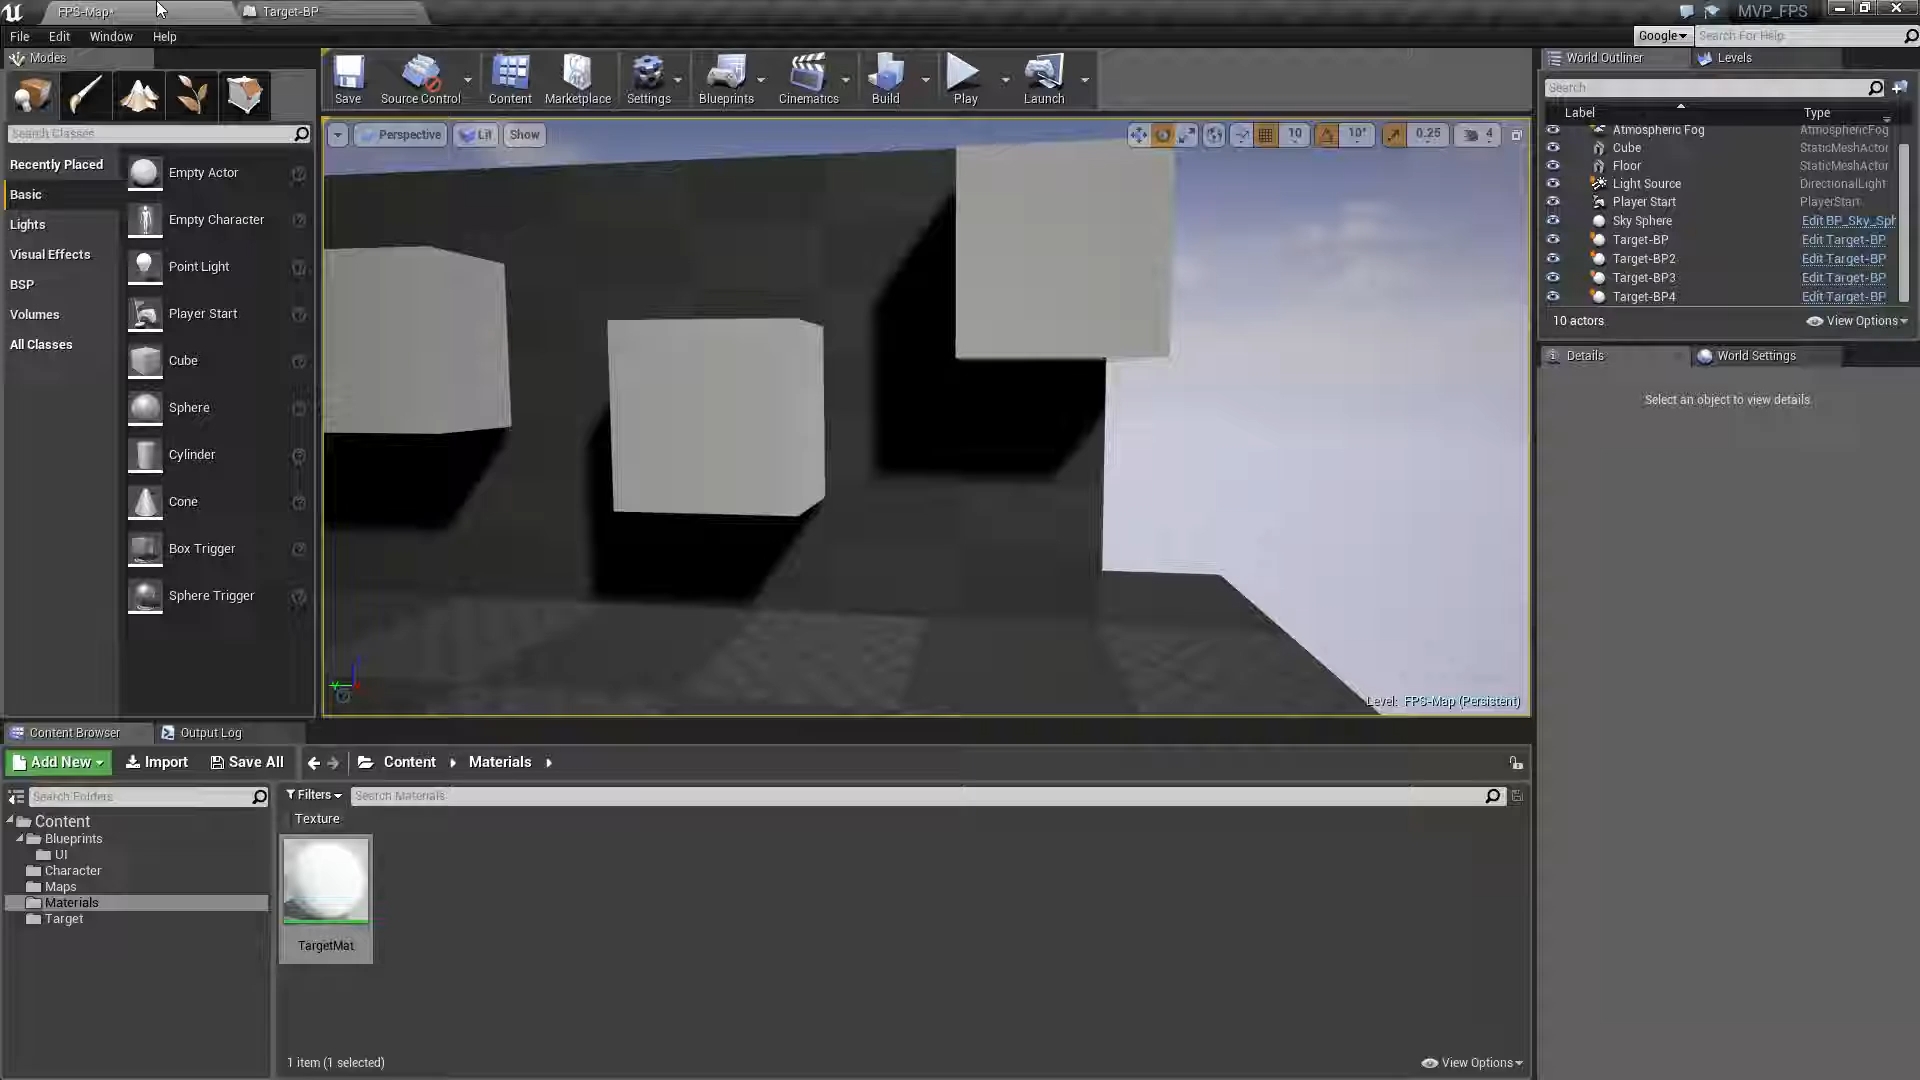 FPS-Map*
Target-BP
MVP_FPS
File Edit Window Help
Google
Search For Help
Modes
Search Classes
Recently Placed
Basic
Lights
Visual Effects
BSP
Volumes
All Classes
Empty Actor
Empty Character
Point Light
Player Start
Cube
Sphere
Cylinder
Cone
Box Trigger
Sphere Trigger
Save
Source Control
Content
Marketplace
Settings
Blueprints
Cinematics
Build
Play
Launch
Perspective
Lit
Show
10
10°
0.25
4
Level: FPS-Map (Persistent)
World Outliner
Levels
Search
Label Type
Atmospheric Fog AtmosphericFog
Cube StaticMeshActor
Floor StaticMeshActor
Light Source DirectionalLight
Player Start PlayerStart
Sky Sphere Edit BP_Sky_Sph
Target-BP Edit Target-BP
Target-BP2 Edit Target-BP
Target-BP3 Edit Target-BP
Target-BP4 Edit Target-BP
10 actors
View Options
Details
World Settings
Select an object to view details.
Content Browser
Output Log
Add New
Import
Save All
Content
Materials
Search Folders
Content
Blueprints
UI
Character
Maps
Materials
Target
Filters
Search Materials
Texture
TargetMat
1 item (1 selected)
View Options